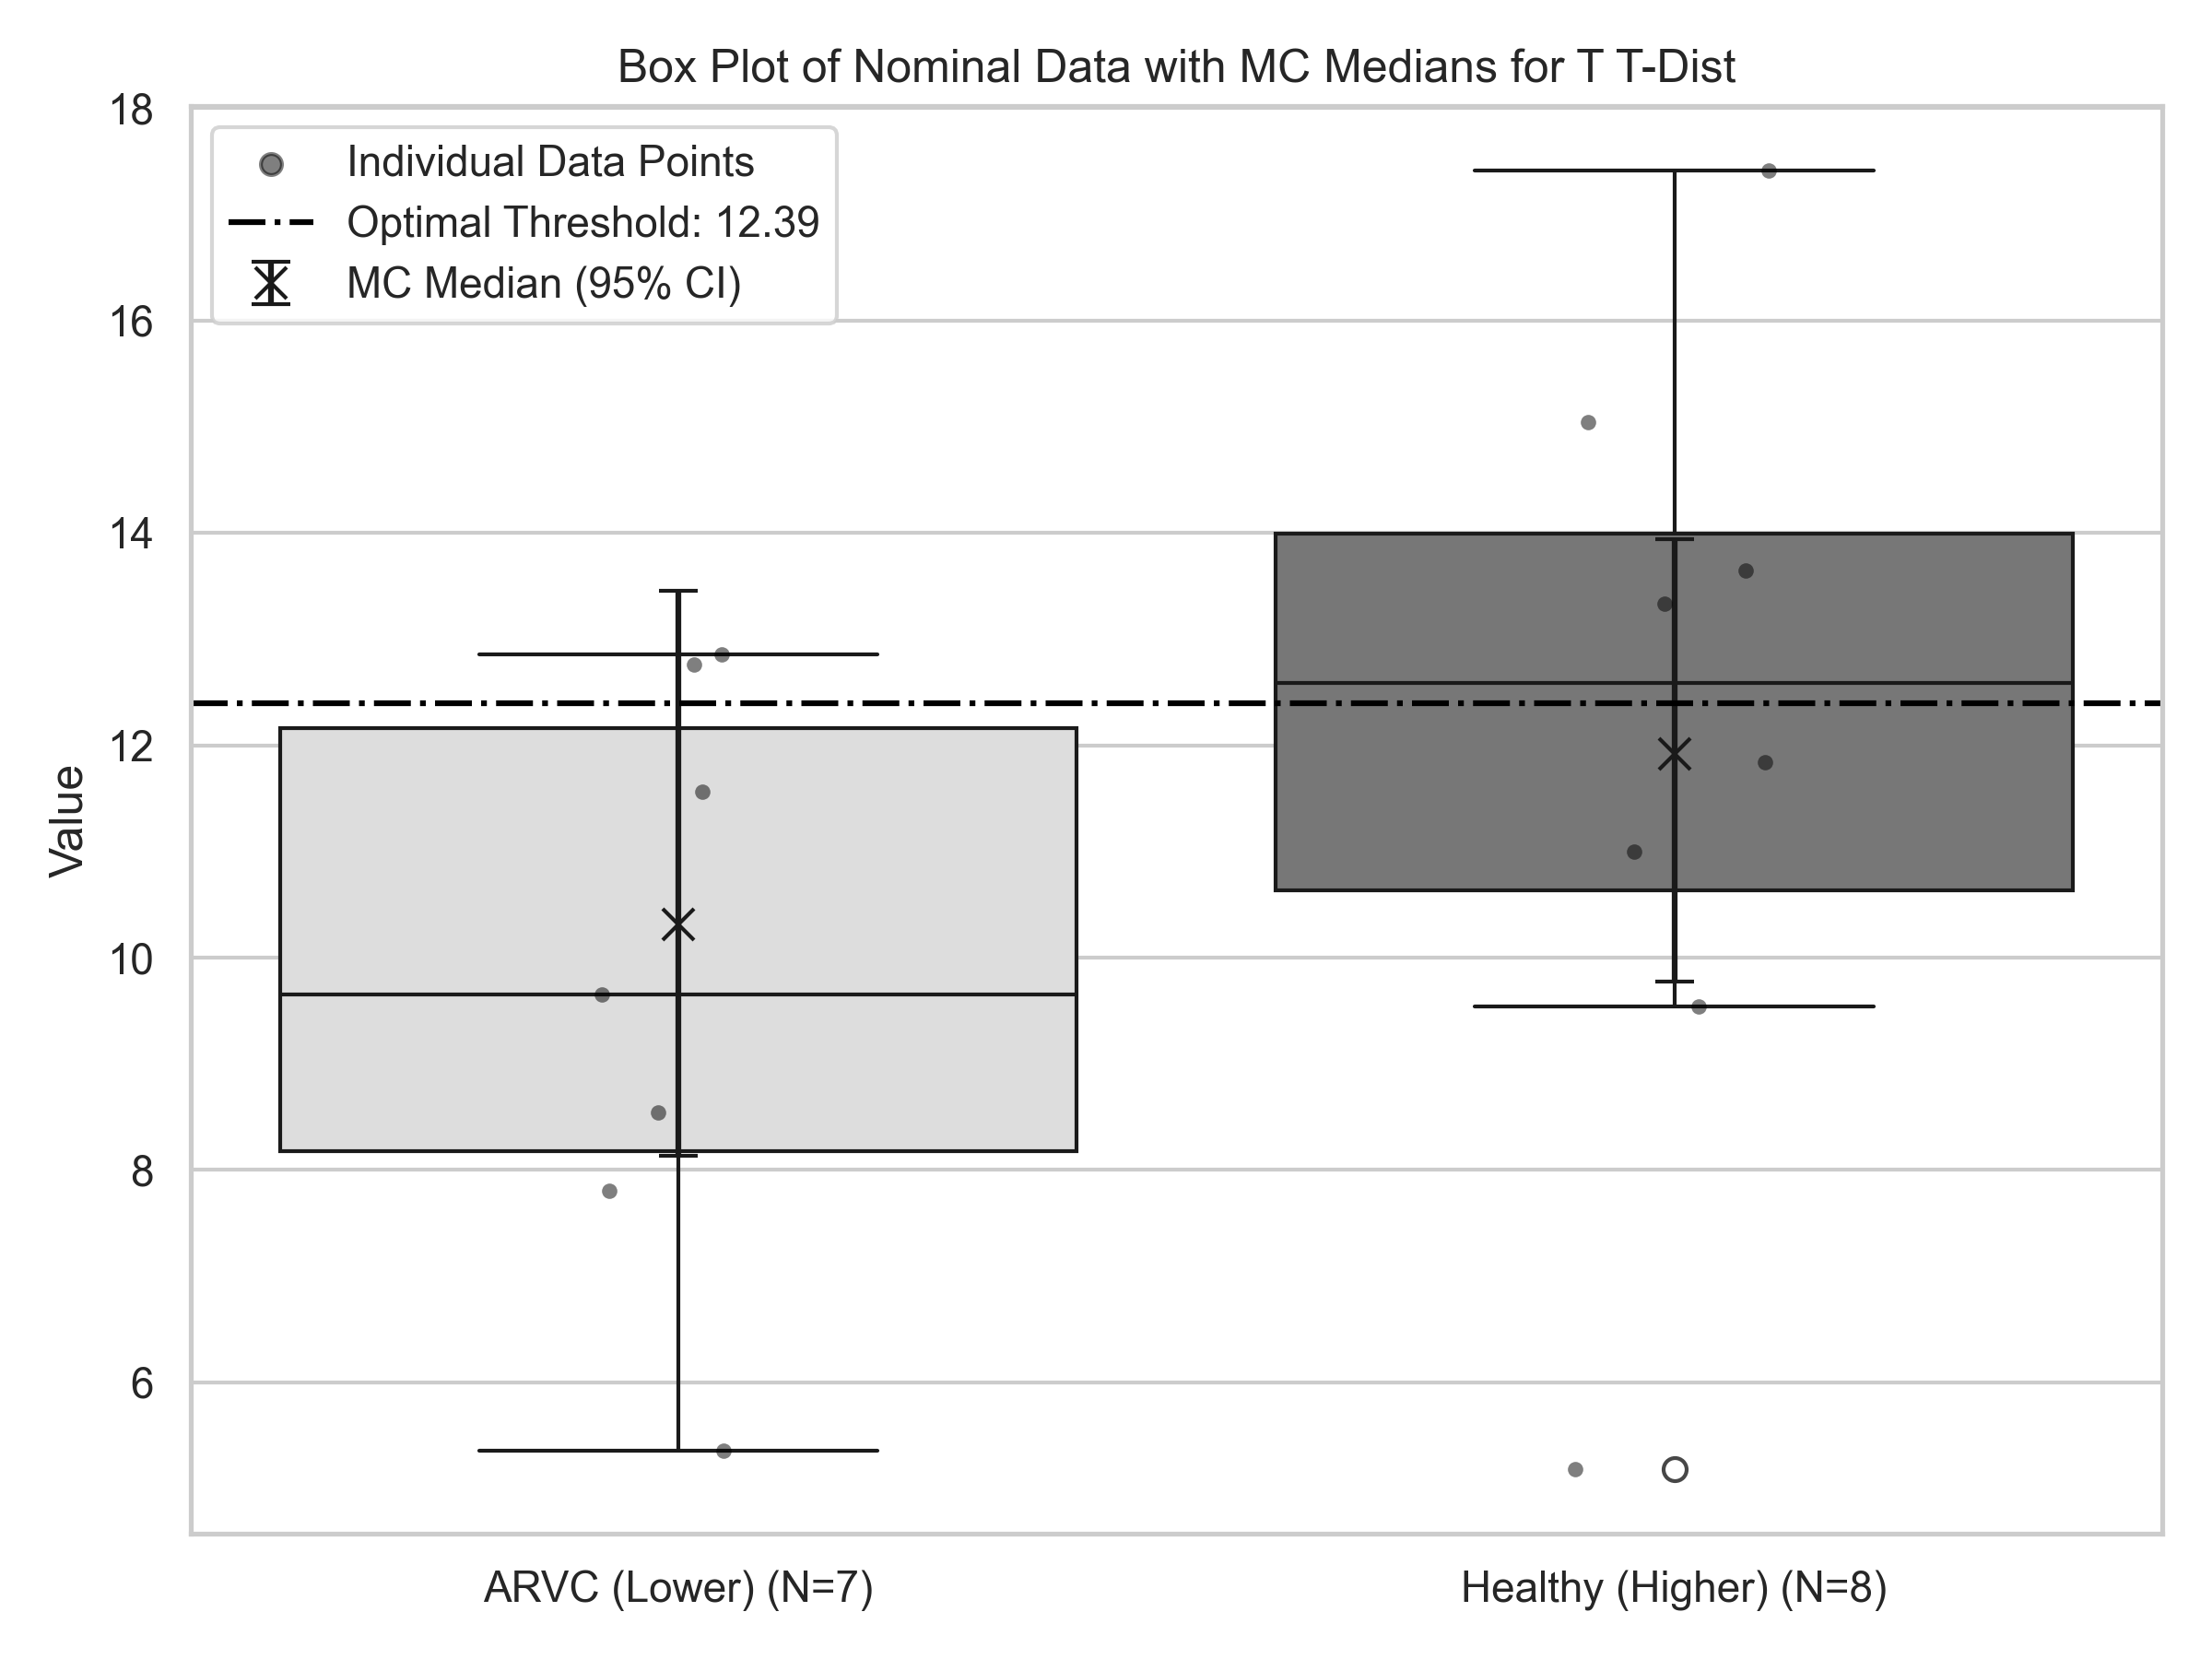 Box Plot of Nominal Data with MC Medians for T T-Dist
18
16
14
12
10
8
6
Value
Individual Data Points
Optimal Threshold: 12.39
MC Median (95% CI)
ARVC (Lower) (N=7)
Healthy (Higher) (N=8)